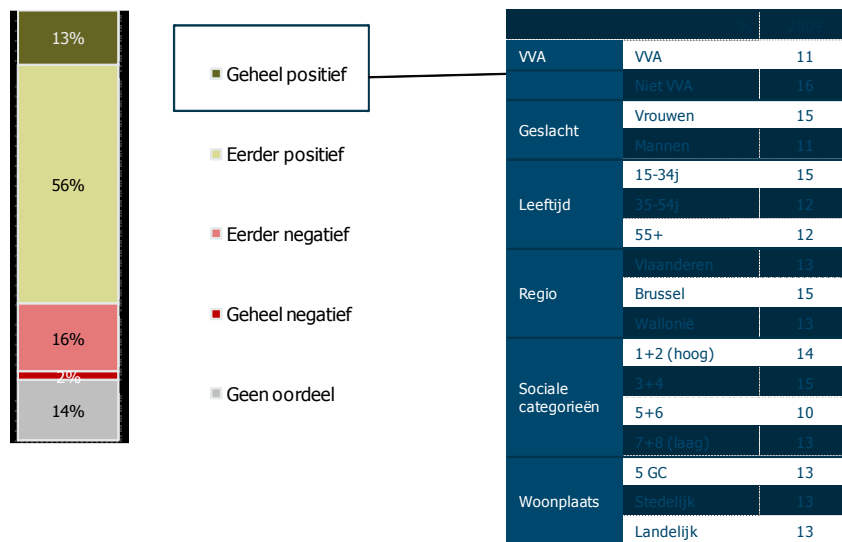 13%
56%
16%
2%
14%
Geheel positief
Eerder positief
Eerder negatief
Geheel negatief
Geen oordeel
% 2009
VVA VVA 11
Niet VVA 16
Geslacht Vrouwen 15
Mannen 11
Leeftijd 15-34j 15
35-54j 12
55+ 12
Regio Vlaanderen 13
Brussel 15
Wallonië 13
Sociale categorieën 1+2 (hoog) 14
3+4 15
5+6 10
7+8 (laag) 13
Woonplaats 5 GC 13
Stedelijk 13
Landelijk 13